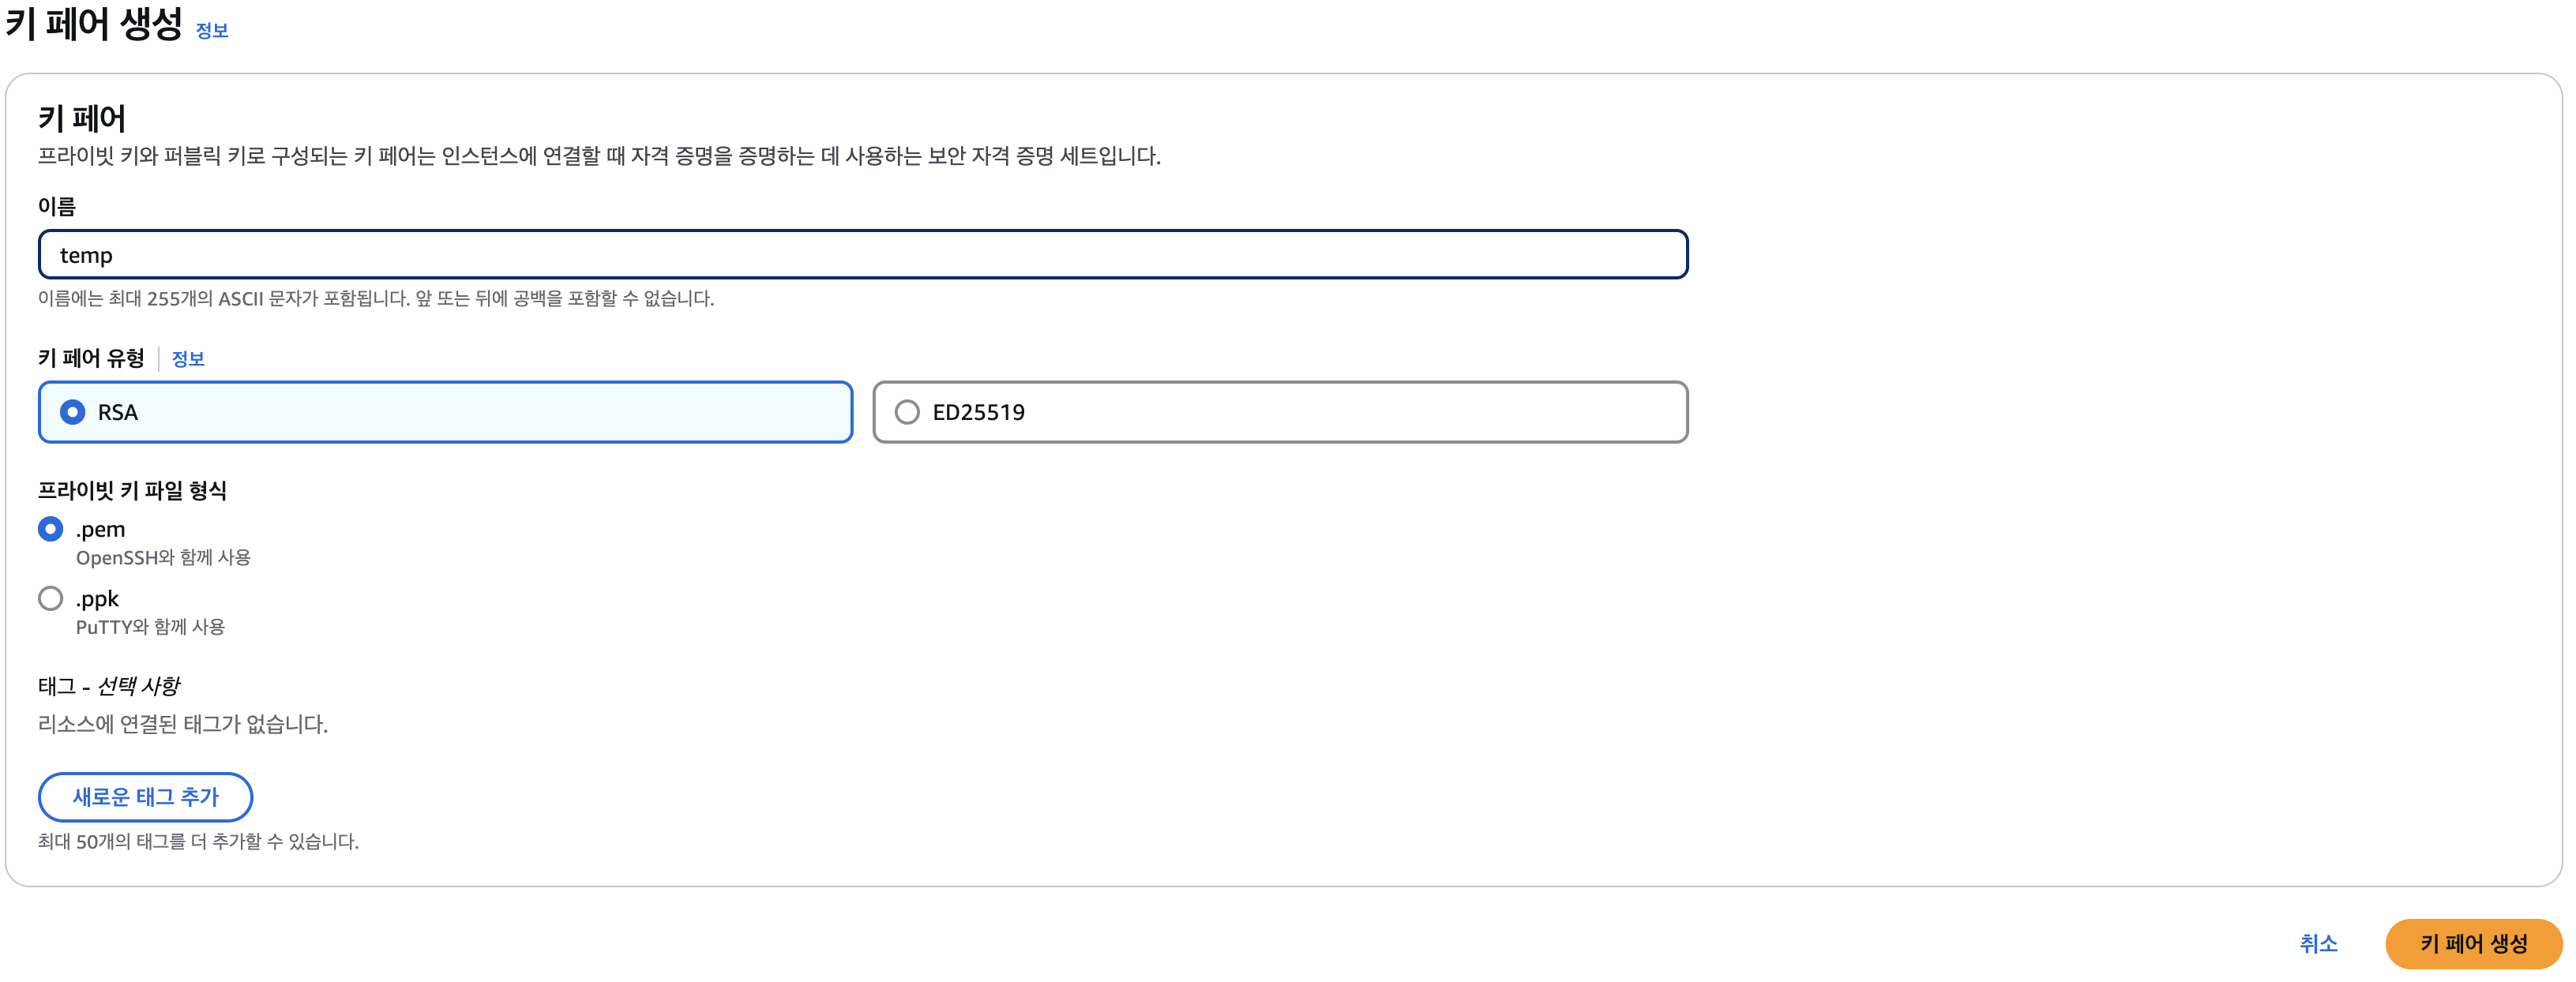 키 페어 생성 정보
키 페어
프라이빗 키와 퍼블릭 키로 구성되는 키 페어는 인스턴스에 연결할 때 자격 증명을 증명하는 데 사용하는 보안 자격 증명 세트입니다.
이름
temp
이름에는 최대 255개의 ASCII 문자가 포함됩니다. 앞 또는 뒤에 공백을 포함할 수 없습니다.
키 페어 유형 정보
RSA ED25519
프라이빗 키 파일 형식
.pem
OpenSSH와 함께 사용
.ppk
PuTTY와 함께 사용
태그 - 선택 사항
리소스에 연결된 태그가 없습니다.
새로운 태그 추가
최대 50개의 태그를 더 추가할 수 있습니다.
취소 키 페어 생성